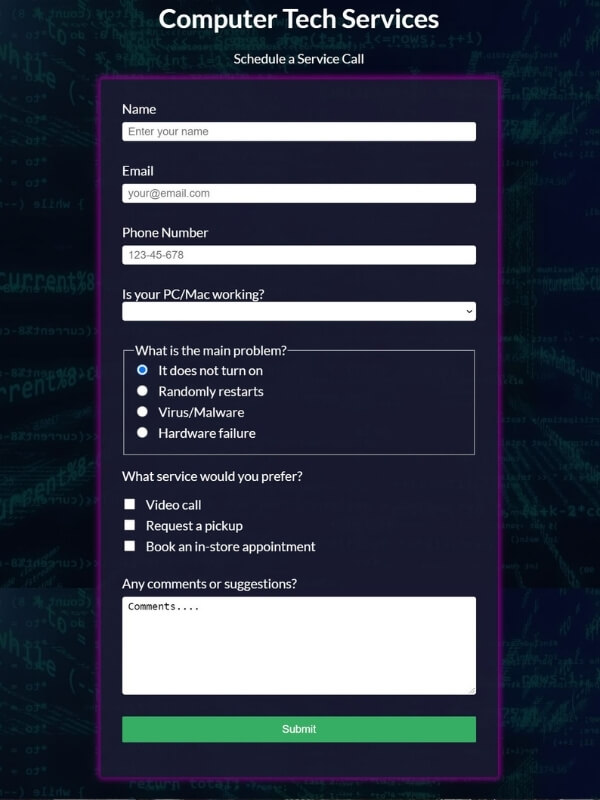 Computer Tech Services
Schedule a Service Call
Name
Enter your name
Email
your@email.com
Phone Number
123-45-678
Is your PC/Mac working?
What is the main problem?
It does not turn on
Randomly restarts
Virus/Malware
Hardware failure
What service would you prefer?
Video call
Request a pickup
Book an in-store appointment
Any comments or suggestions?
Comments....
Submit